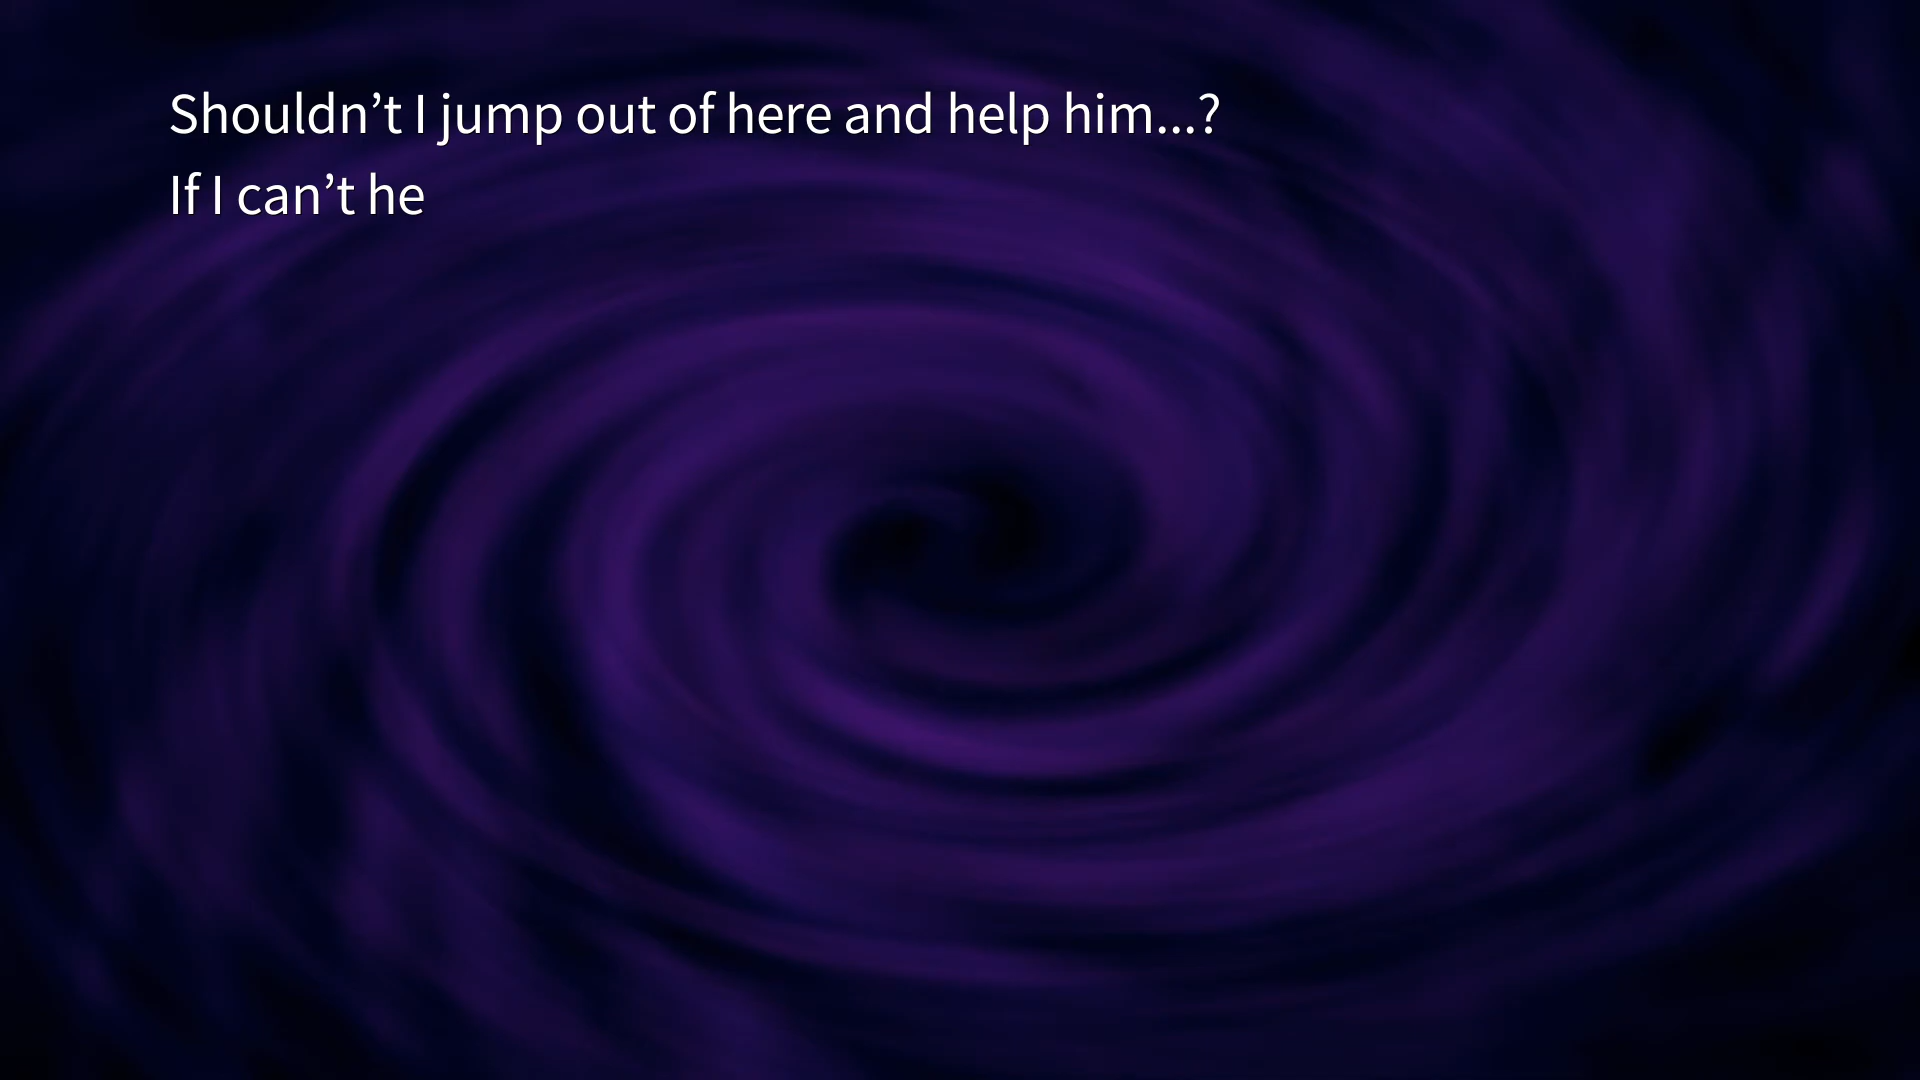 Shouldn’t I jump out of here and help him...?
If I can’t he